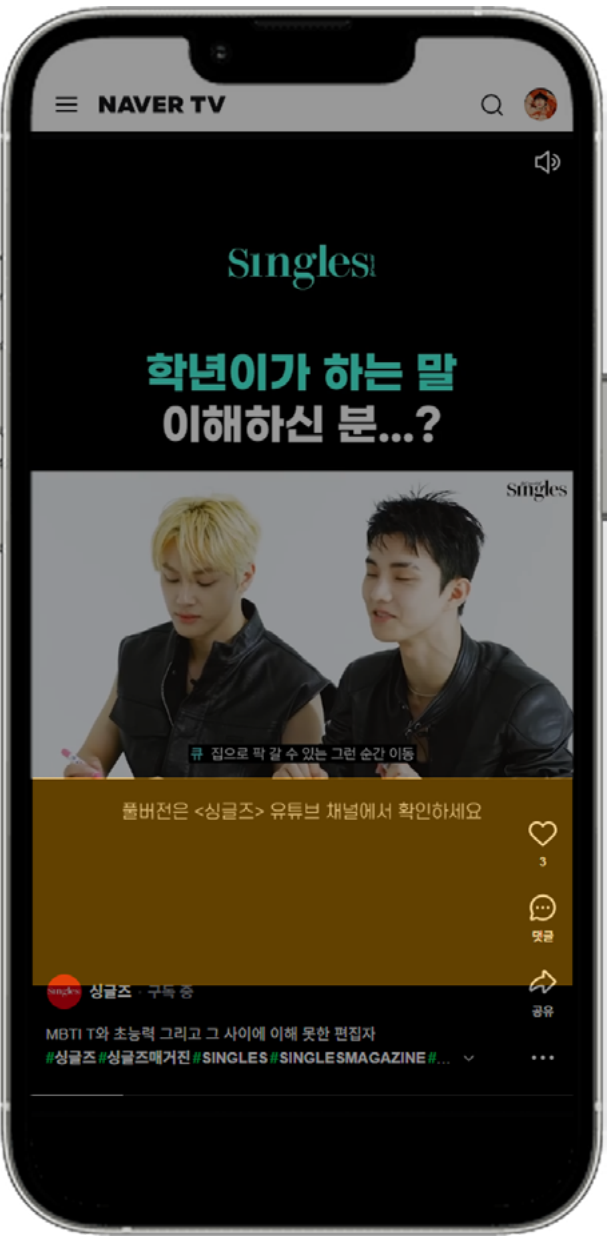 NAVER TV
Singles
학년이가 하는 말
이해하신 분...?
Singles
큐 집으로 팍 갈 수 있는 그런 순간 이동
풀버전은 <싱글즈> 유튜브 채널에서 확인하세요
3
댓글
Singles
싱글즈 · 구독 중
공유
MBTI T와 초능력 그리고 그 사이에 이해 못한 편집자
#싱글즈 #싱글즈매거진 #SINGLES #SINGLESMAGAZINE #...